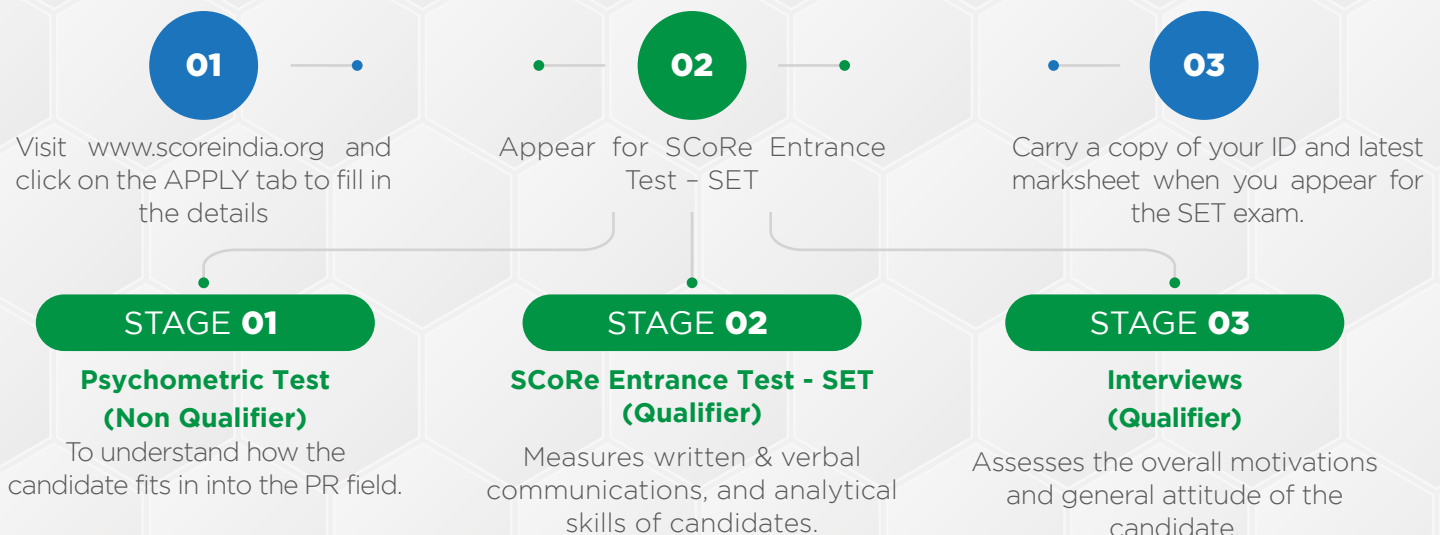 01
Visit www.scoreindia.org and
click on the APPLY tab to fill in
the details
02
Appear for SCoRe Entrance
Test – SET
03
Carry a copy of your ID and latest
marksheet when you appear for
the SET exam.
STAGE 01
Psychometric Test
(Non Qualifier)
To understand how the
candidate fits in into the PR field.
STAGE 02
SCoRe Entrance Test - SET
(Qualifier)
Measures written & verbal
communications, and analytical
skills of candidates.
STAGE 03
Interviews
(Qualifier)
Assesses the overall motivations
and general attitude of the
candidate.